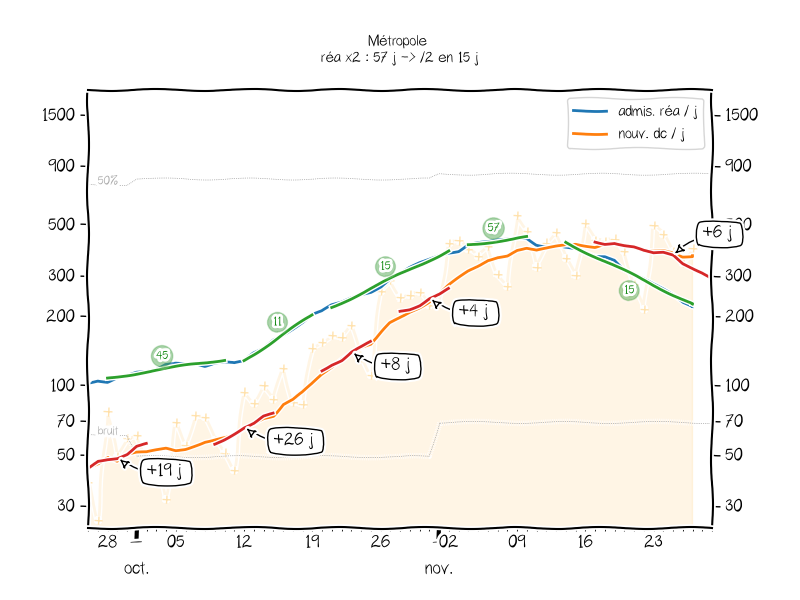 Métropole
réa x2 : 57 j -> /2 en 15 j
admis. réa / j
nouv. dc / j
1500
900
500
300
200
100
70
50
30
1500
900
500
300
200
100
70
50
30
50%
bruit
45
11
15
57
15
+19 j
+26 j
+8 j
+4 j
+6 j
28
05
12
19
26
02
09
16
23
oct.
nov.